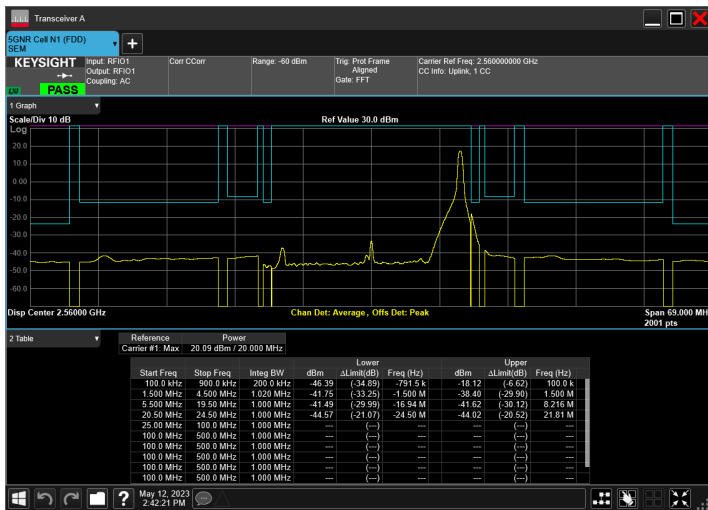 Transceiver A
5GNR Cell N1 (FDD)
SEM
KEYSIGHT
PASS
Input: RFIO1
Output: RFIO1
Coupling: AC
Corr CCorr
Range: -60 dBm
Trig: Prot Frame
Aligned
Gate: FFT
Carrier Ref Freq: 2.560000000 GHz
CC Info: Uplink, 1 CC
1 Graph
Scale/Div 10 dB
Ref Value 30.0 dBm
Log
20.0
10.0
0.00
-10.0
-20.0
-30.0
-40.0
-50.0
-60.0
Disp Center 2.56000 GHz
Chan Det: Average, Offs Det: Peak
Span 69.000 MH
2001 pts
2 Table
Reference Power
Carrier #1: Max 20.09 dBm / 20.000 MHz
Lower Upper
Start Freq Stop Freq Integ BW dBm ΔLimit(dB) Freq (Hz) dBm ΔLimit(dB) Freq (Hz)
100.0 kHz 900.0 kHz 200.0 kHz -46.39 (-34.89) -791.5 k -18.12 (-6.62) 100.0 k
1.500 MHz 4.500 MHz 1.020 MHz -41.75 (-33.25) -1.500 M -38.40 (-29.90) 1.500 M
5.500 MHz 19.50 MHz 1.000 MHz -41.49 (-29.99) -16.94 M -41.62 (-30.12) 8.216 M
20.50 MHz 24.50 MHz 1.000 MHz -44.57 (-21.07) -24.50 M -44.02 (-20.52) 21.81 M
25.00 MHz 100.0 MHz 1.000 MHz --- (---) --- --- (---) ---
100.0 MHz 500.0 MHz 1.000 MHz --- (---) --- --- (---) ---
100.0 MHz 500.0 MHz 1.000 MHz --- (---) --- --- (---) ---
100.0 MHz 500.0 MHz 1.000 MHz --- (---) --- --- (---) ---
100.0 MHz 500.0 MHz 1.000 MHz --- (---) --- --- (---) ---
100.0 MHz 500.0 MHz 1.000 MHz --- (---) --- --- (---) ---
?
May 12, 2023
2:42:21 PM